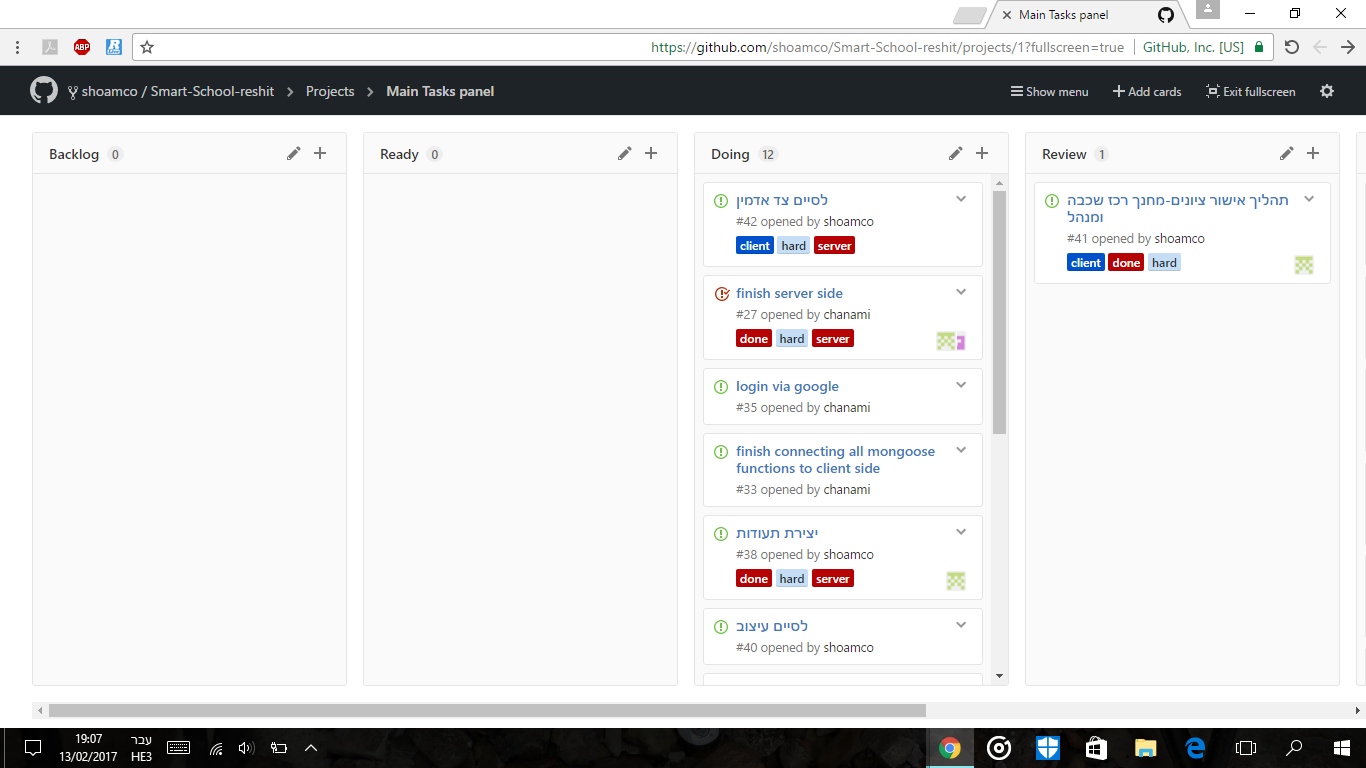 Main Tasks panel
ABP
https://github.com/shoamco/Smart-School-reshit/projects/1?fullscreen=true
GitHub, Inc. [US]
shoamco / Smart-School-reshit
Projects
Main Tasks panel
Show menu
Add cards
Exit fullscreen
Backlog 0
Ready 0
Doing 12
לסיים צד אדמין
#42 opened by shoamco
client hard server
finish server side
#27 opened by chanami
done hard server
login via google
#35 opened by chanami
finish connecting all mongoose
functions to client side
#33 opened by chanami
יצירת תעודות
#38 opened by shoamco
done hard server
לסיים עיצוב
#40 opened by shoamco
Review 1
תהליך אישור ציונים-מחנך רכז שכבה
ומנהל
#41 opened by shoamco
client done hard
19:07
13/02/2017
עבר
HE3